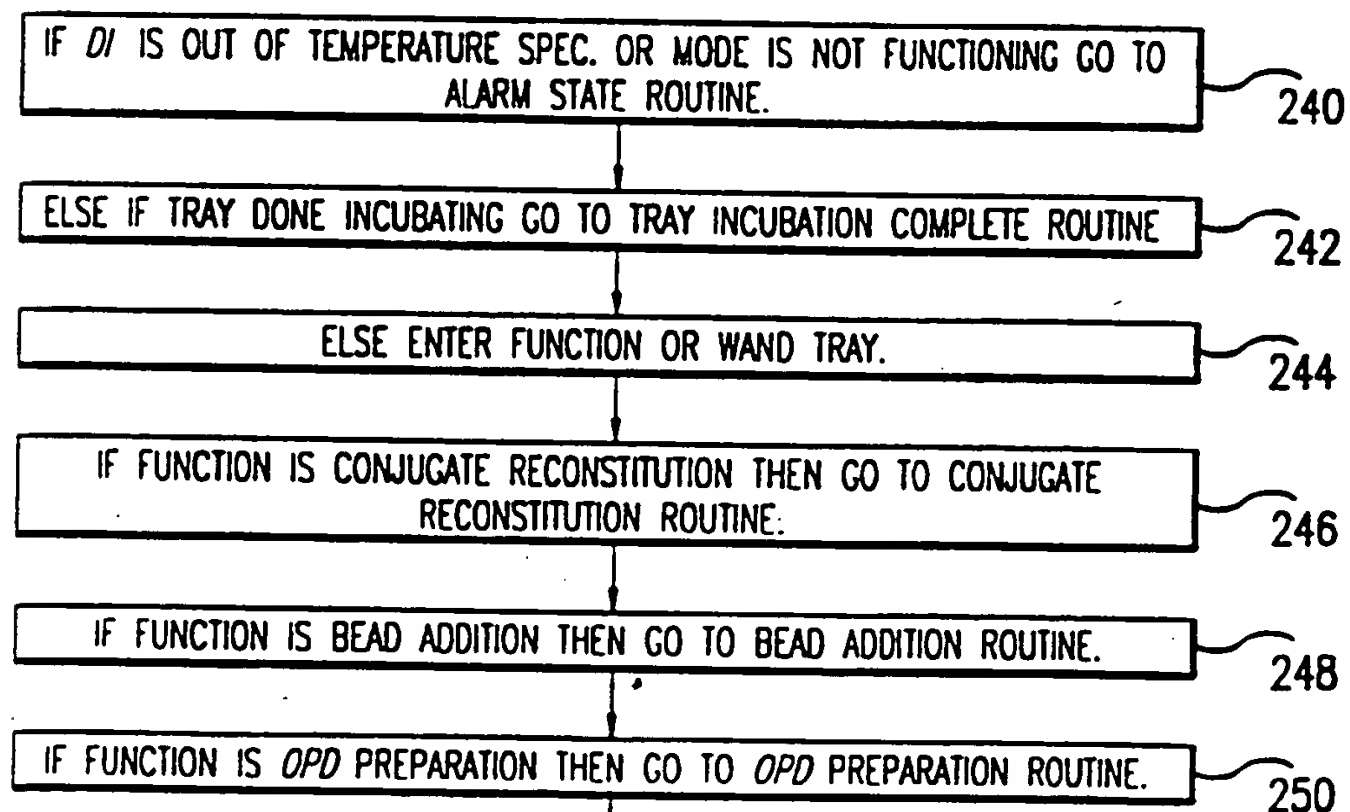 IF DI IS OUT OF TEMPERATURE SPEC. OR MODE IS NOT FUNCTIONING GO TO
ALARM STATE ROUTINE.
240
ELSE IF TRAY DONE INCUBATING GO TO TRAY INCUBATION COMPLETE ROUTINE
242
ELSE ENTER FUNCTION OR WAND TRAY.
244
IF FUNCTION IS CONJUGATE RECONSTITUTION THEN GO TO CONJUGATE
RECONSTITUTION ROUTINE.
246
IF FUNCTION IS BEAD ADDITION THEN GO TO BEAD ADDITION ROUTINE.
248
IF FUNCTION IS OPD PREPARATION THEN GO TO OPD PREPARATION ROUTINE.
250